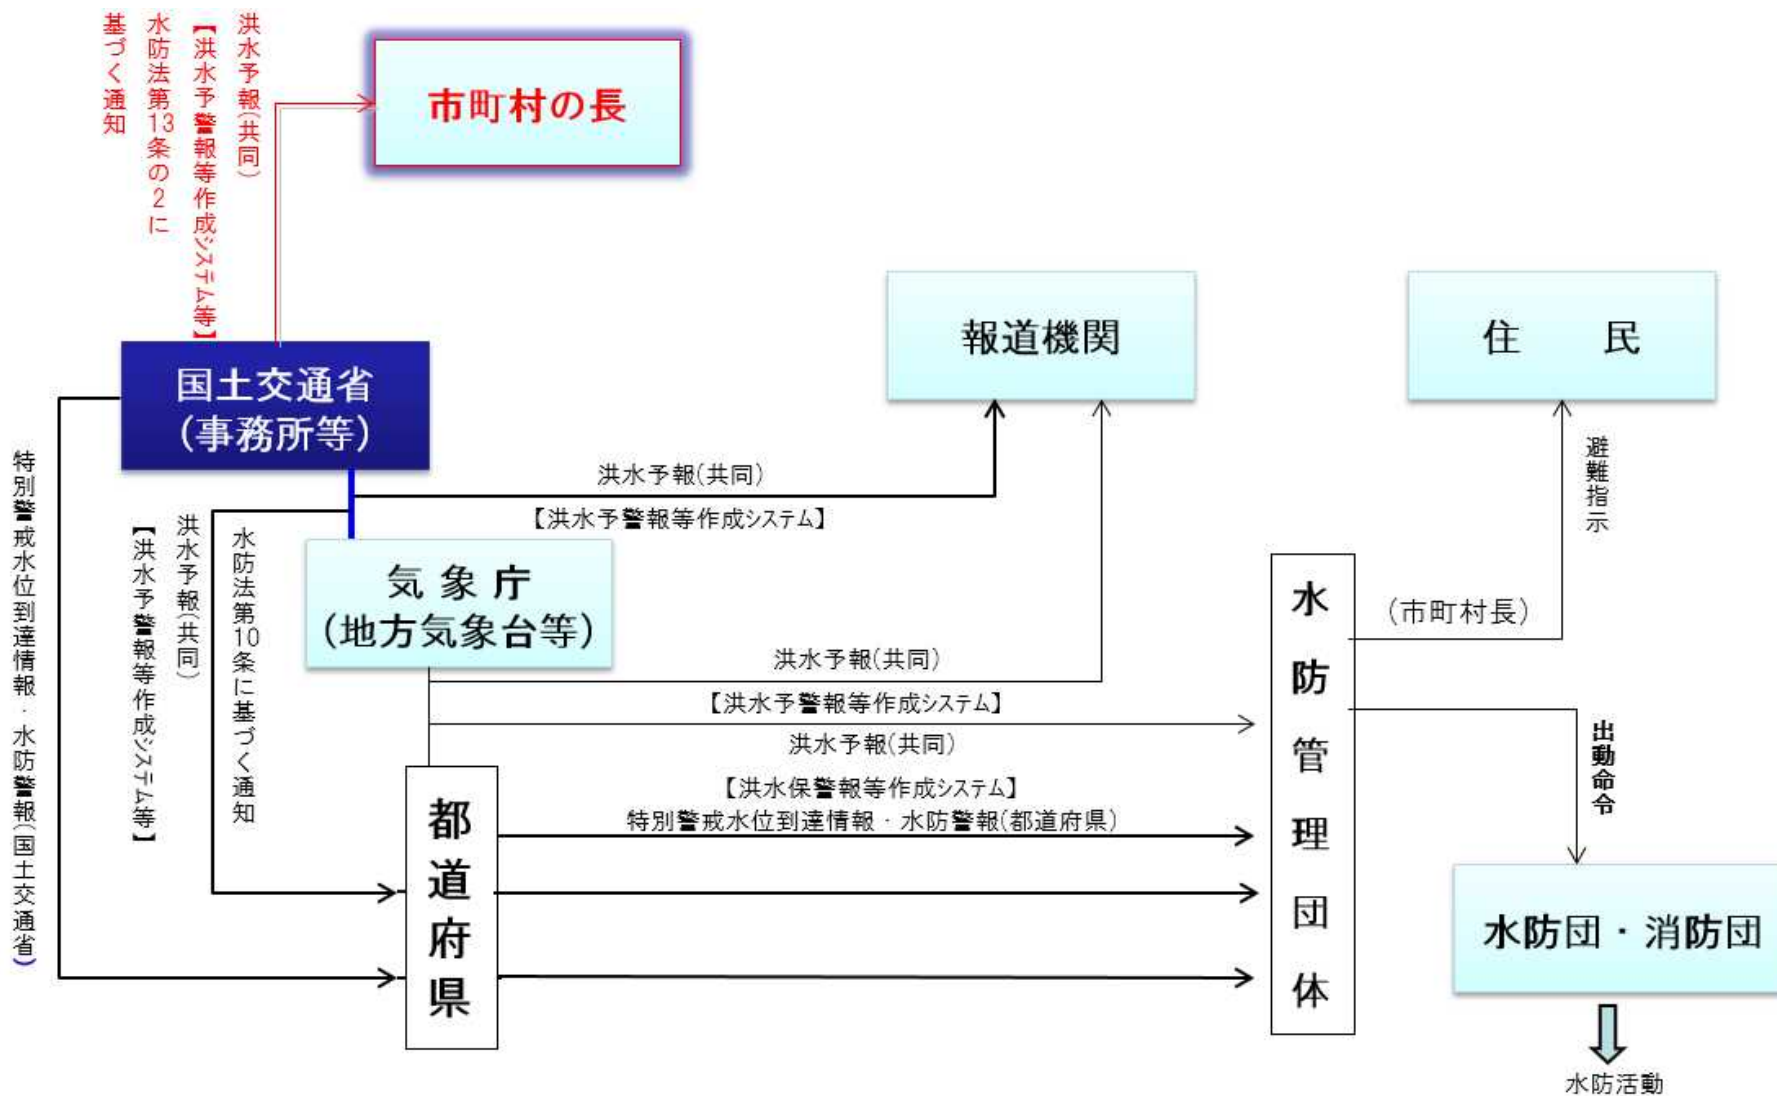 洪水予報(共同)
【洪水予警報等作成システム等】
水防法第13条の2に
基づく通知
市町村の長
報道機関
住　民
国土交通省
(事務所等)
避難指示
特別警戒水位到達情報・水防警報(国土交通省)
洪水予報(共同)
【洪水予警報等作成システム】
水防法第10条に基づく通知
洪水予報(共同)
【洪水予警報等作成システム等】
気象庁
(地方気象台等)
(市町村長)
水防管理団体
洪水予報(共同)
【洪水予警報等作成システム】
洪水予報(共同)
【洪水保警報等作成システム】
特別警戒水位到達情報・水防警報(都道府県)
都道府県
出動命令
水防団・消防団
水防活動